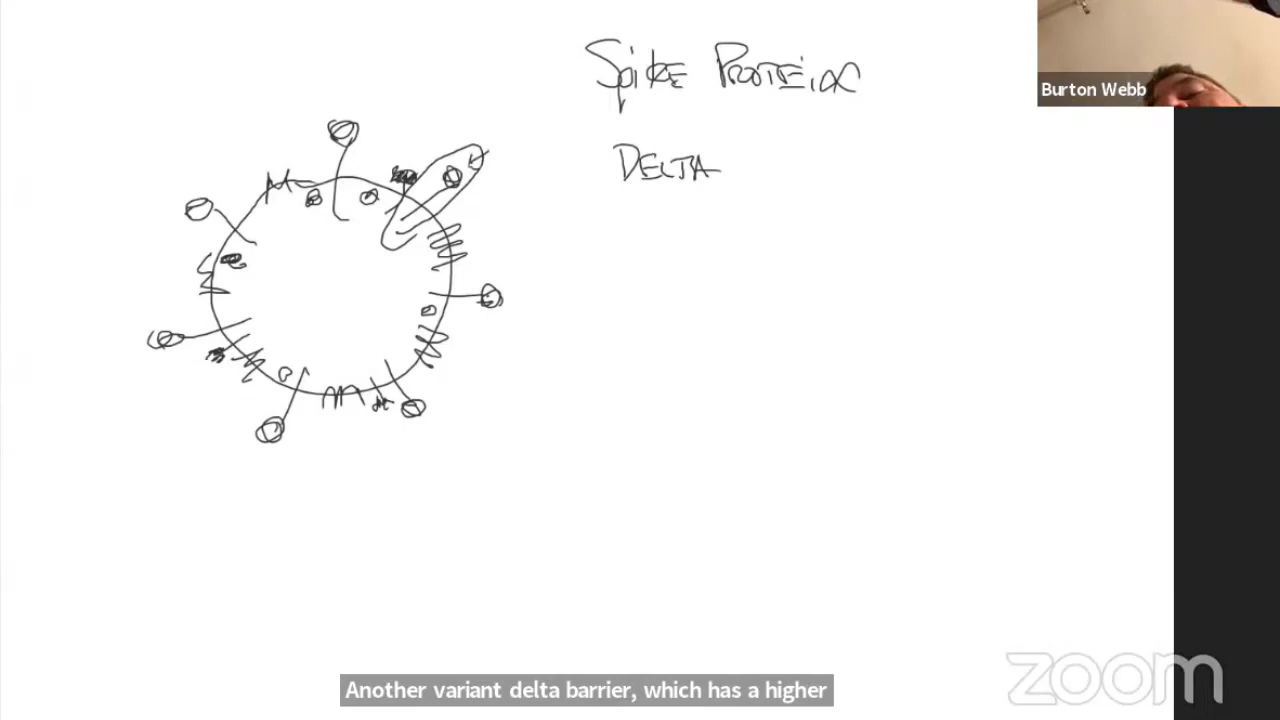 Spike Protein
Burton Webb
DELTA
Another variant delta barrier, which has a higher
zoom